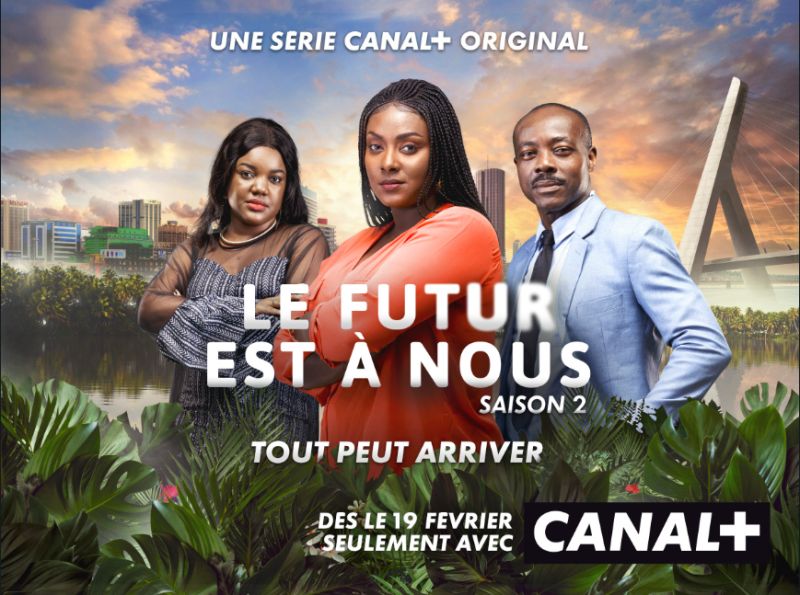 UNE SÉRIE CANAL+ ORIGINAL
LE FUTUR
EST À NOUS
SAISON 2
TOUT PEUT ARRIVER
DES LE 19 FEVRIER
SEULEMENT AVEC
CANAL+